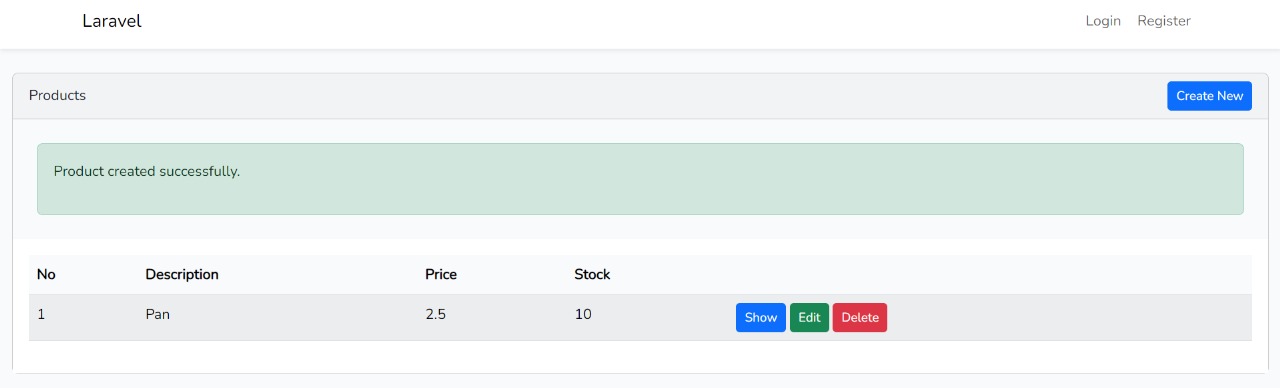 Laravel Login Register
Products Create New
Product created successfully.
No Description Price Stock
1 Pan 2.5 10 Show Edit Delete